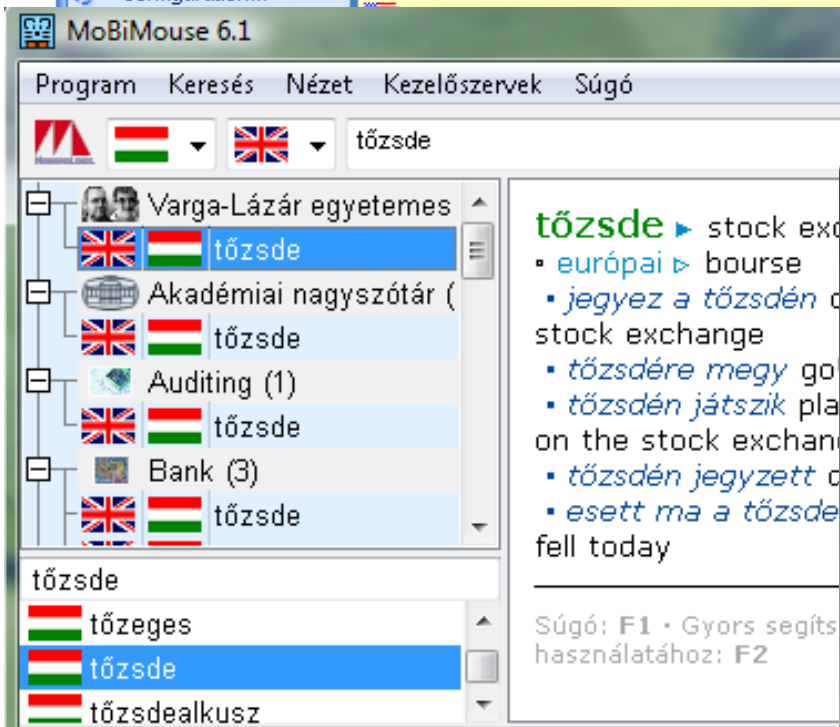 MoBiMouse 6.1
Program Keresés Nézet Kezelőszervek Súgó
tőzsde
Varga-Lázár egyetemes
tőzsde
Akadémiai nagyszótár (
tőzsde
Auditing (1)
tőzsde
Bank (3)
tőzsde
tőzsde
tőzeges
tőzsde
tőzsdealkusz
tőzsde ▸ stock exc
▪ európai ▹ bourse
▪ jegyez a tőzsdén
stock exchange
▪ tőzsdére megy go
▪ tőzsdén játszik pla
on the stock exchan
▪ tőzsdén jegyzett
▪ esett ma a tőzsde
fell today
Súgó: F1 · Gyors segíts
használatához: F2